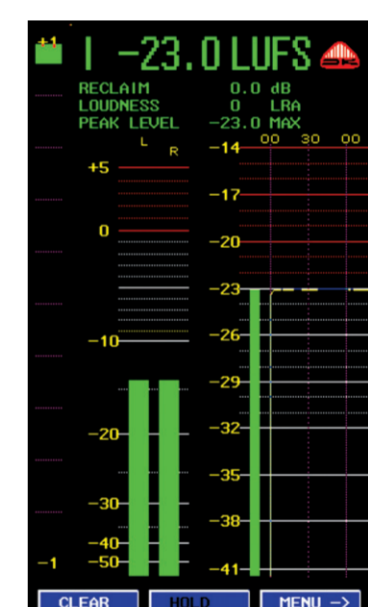 +1
I -23.0 LUFS
RECLAIM 0.0 dB
LOUDNESS 0 LRA
PEAK LEVEL -23.0 MAX
L R
00 30 00
+5
0
-10
-20
-30
-40
-50
-1
-14
-17
-20
-23
-26
-29
-32
-35
-38
-41
CLEAR HOLD MENU ->